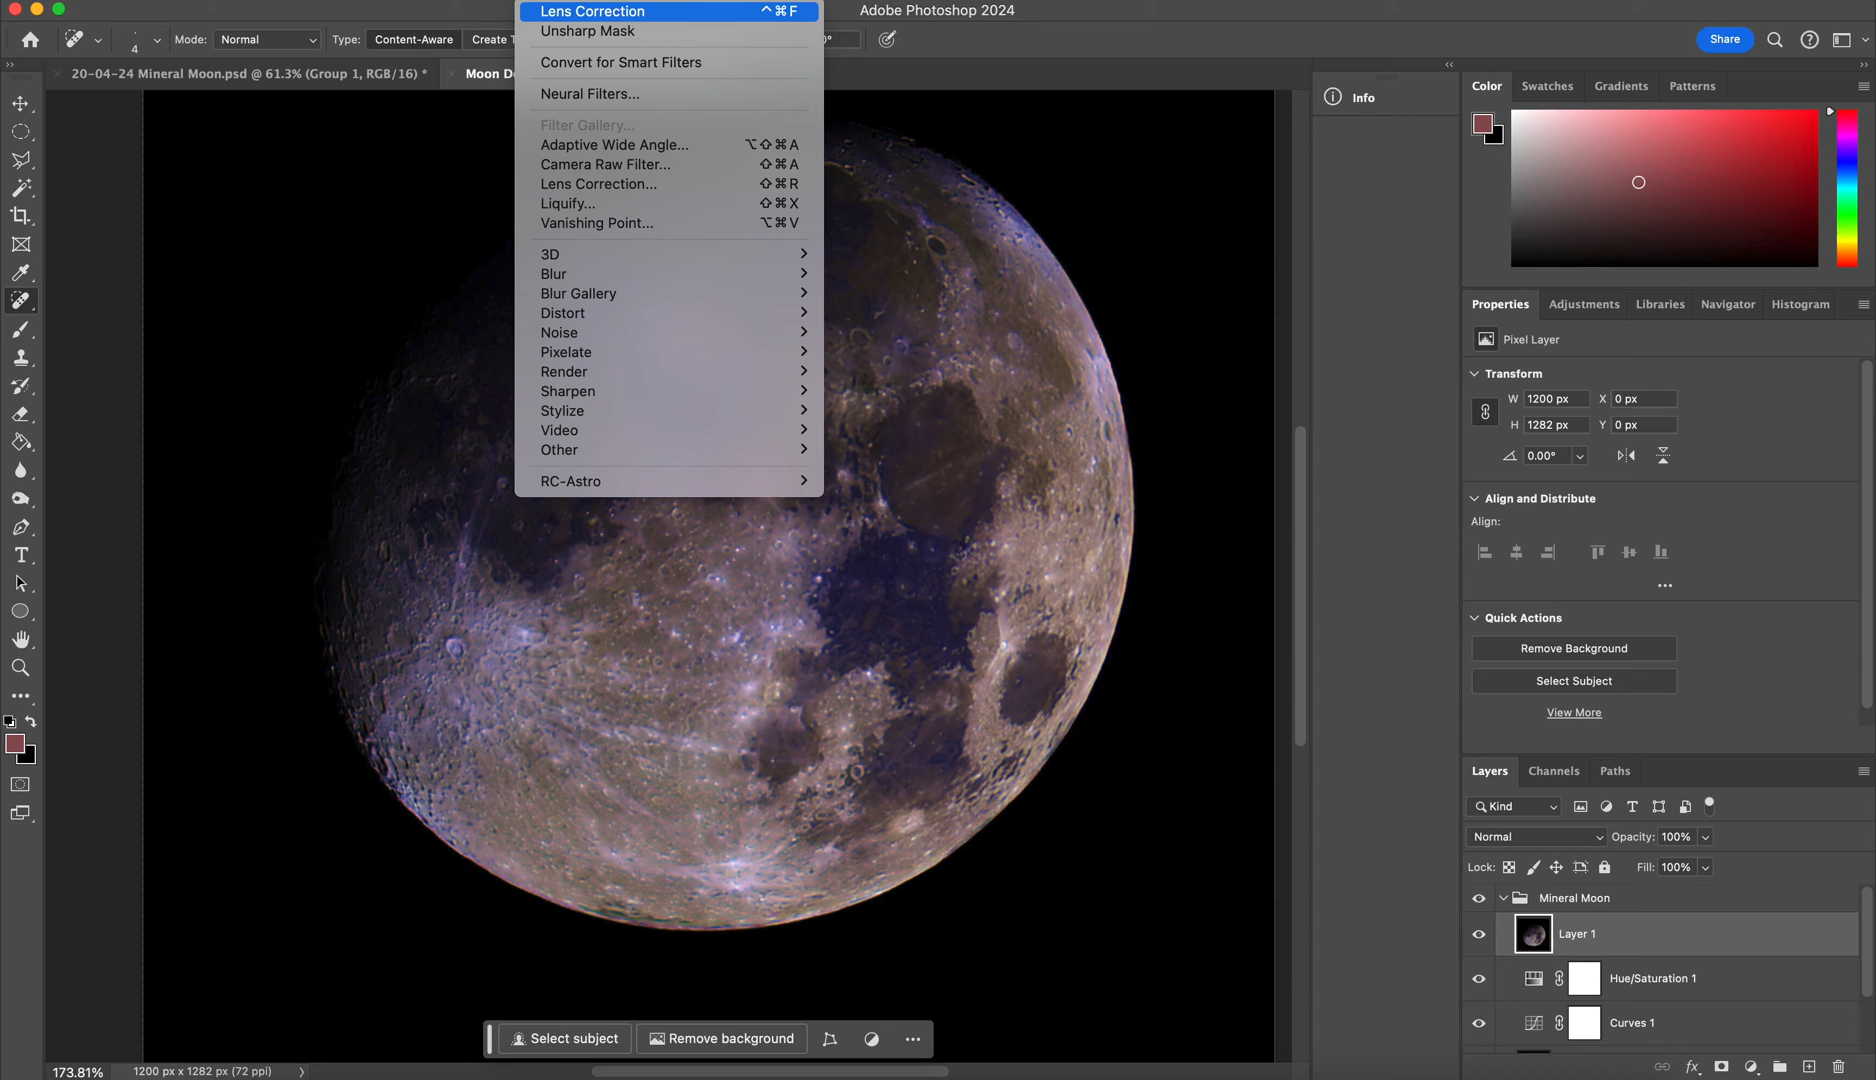 Adobe Photoshop 2024
4
Mode: Normal
Type: Content-Aware
Create T
0°
Share
20-04-24 Mineral Moon.psd @ 61.3% (Group 1, RGB/16) *
Moon D
Lens Correction ^⌘F
Unsharp Mask
Convert for Smart Filters
Neural Filters...
Filter Gallery...
Adaptive Wide Angle... ⌥⇧⌘A
Camera Raw Filter... ⇧⌘A
Lens Correction... ⇧⌘R
Liquify... ⇧⌘X
Vanishing Point... ⌥⌘V
3D
Blur
Blur Gallery
Distort
Noise
Pixelate
Render
Sharpen
Stylize
Video
Other
RC-Astro
Info
Color Swatches Gradients Patterns
Properties Adjustments Libraries Navigator Histogram
Pixel Layer
Transform
W 1200 px X 0 px
H 1282 px Y 0 px
0.00°
Align and Distribute
Align:
Quick Actions
Remove Background
Select Subject
View More
Layers Channels Paths
Kind
Normal Opacity: 100%
Lock: Fill: 100%
Mineral Moon
Layer 1
Hue/Saturation 1
Curves 1
fx
Select subject Remove background
173.81% 1200 px x 1282 px (72 ppi)